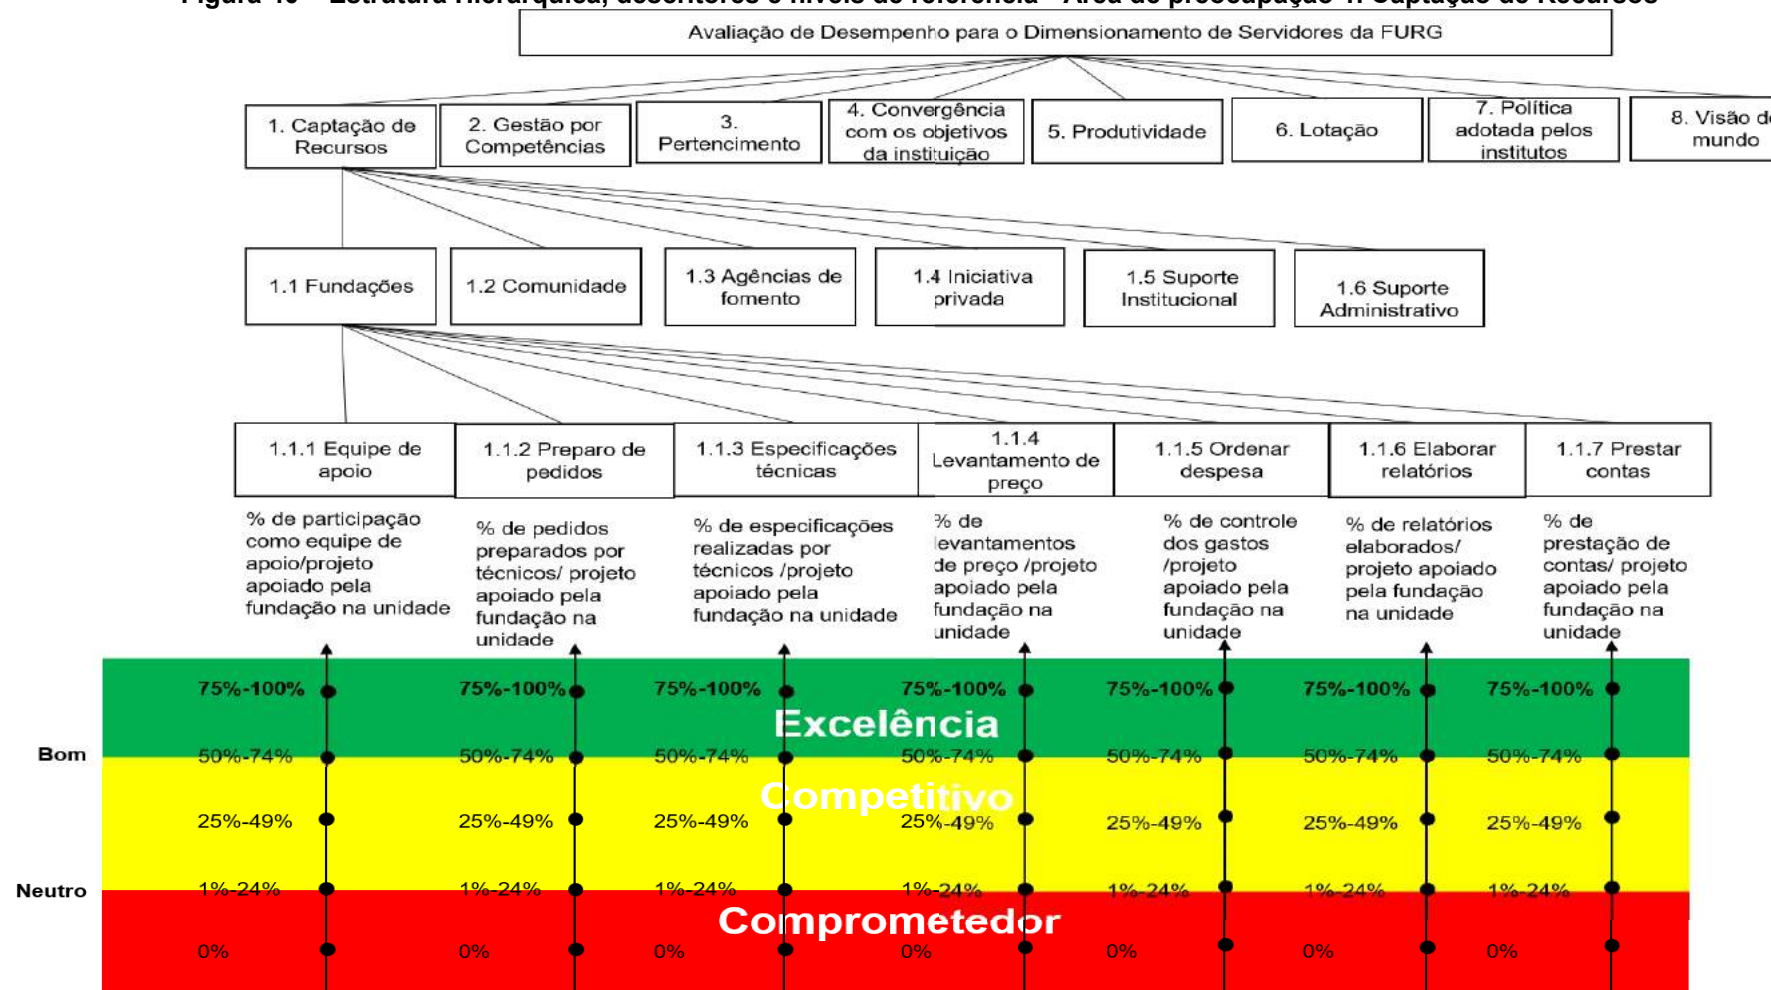 Avaliação de Desempenho para o Dimensionamento de Servidores da FURG
1. Captação de
Recursos
2. Gestão por
Competências
3.
Pertencimento
4. Convergência
com os objetivos
da instituição
5. Produtividade
6. Lotação
7. Política
adotada pelos
institutos
8. Visão de
mundo
1.1 Fundações
1.2 Comunidade
1.3 Agências de
fomento
1.4 Iniciativa
privada
1.5 Suporte
Institucional
1.6 Suporte
Administrativo
1.1.1 Equipe de
apoio
1.1.2 Preparo de
pedidos
1.1.3 Especificações
técnicas
1.1.4
Levantamento de
preço
1.1.5 Ordenar
despesa
1.1.6 Elaborar
relatórios
1.1.7 Prestar
contas
% de participação
como equipe de
apoio/projeto
apoiado pela
fundação na unidade
% de pedidos
preparados por
técnicos/ projeto
apoiado pela
fundação na
unidade
% de especificações
realizadas por
técnicos /projeto
apoiado pela
fundação na unidade
% de
levantamentos
de preço /projeto
apoiado pela
fundação na
unidade
% de controle
dos gastos
/projeto
apoiado pela
fundação na
unidade
% de relatórios
elaborados/
projeto apoiado
pela fundação
na unidade
% de
prestação de
contas/ projeto
apoiado pela
fundação na
unidade
75%-100% 75%-100% 75%-100% 75%-100% 75%-100% 75%-100% 75%-100%
Excelência
Bom 50%-74% 50%-74% 50%-74% 50%-74% 50%-74% 50%-74% 50%-74%
Competitivo
25%-49% 25%-49% 25%-49% 25%-49% 25%-49% 25%-49% 25%-49%
Neutro 1%-24% 1%-24% 1%-24% 1%-24% 1%-24% 1%-24% 1%-24%
Comprometedor
0% 0% 0% 0% 0% 0% 0%